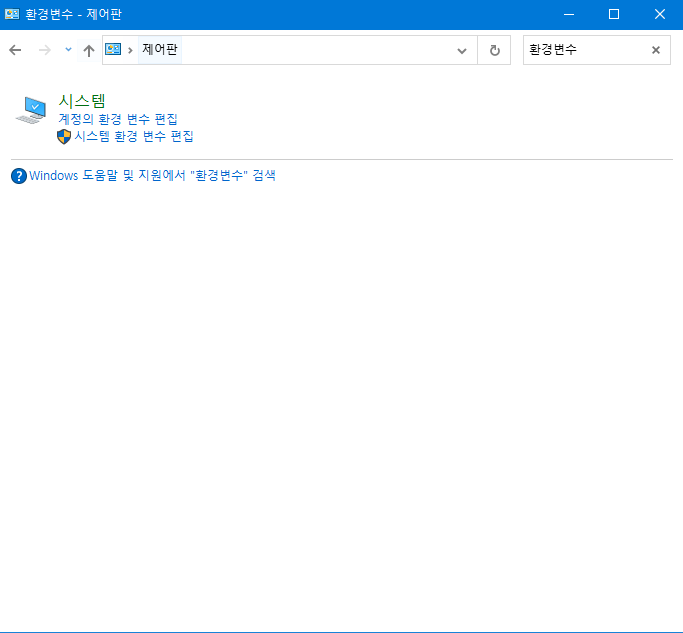 환경변수 - 제어판
제어판
환경변수
시스템
계정의 환경 변수 편집
시스템 환경 변수 편집
Windows 도움말 및 지원에서 "환경변수" 검색